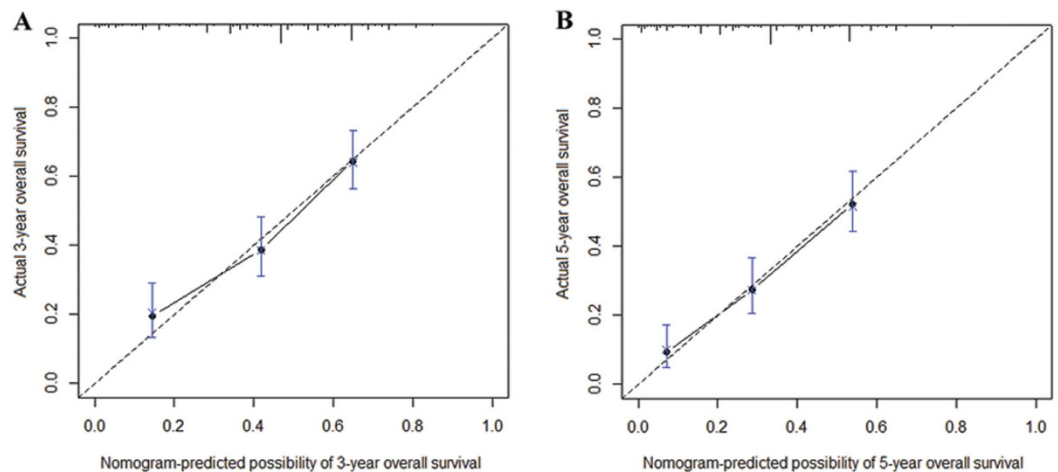 A
Actual 3-year overall survival
1.0
0.8
0.6
0.4
0.2
0.0
0.0 0.2 0.4 0.6 0.8 1.0
Nomogram-predicted possibility of 3-year overall survival
B
Actual 5-year overall survival
1.0
0.8
0.6
0.4
0.2
0.0
0.0 0.2 0.4 0.6 0.8 1.0
Nomogram-predicted possibility of 5-year overall survival